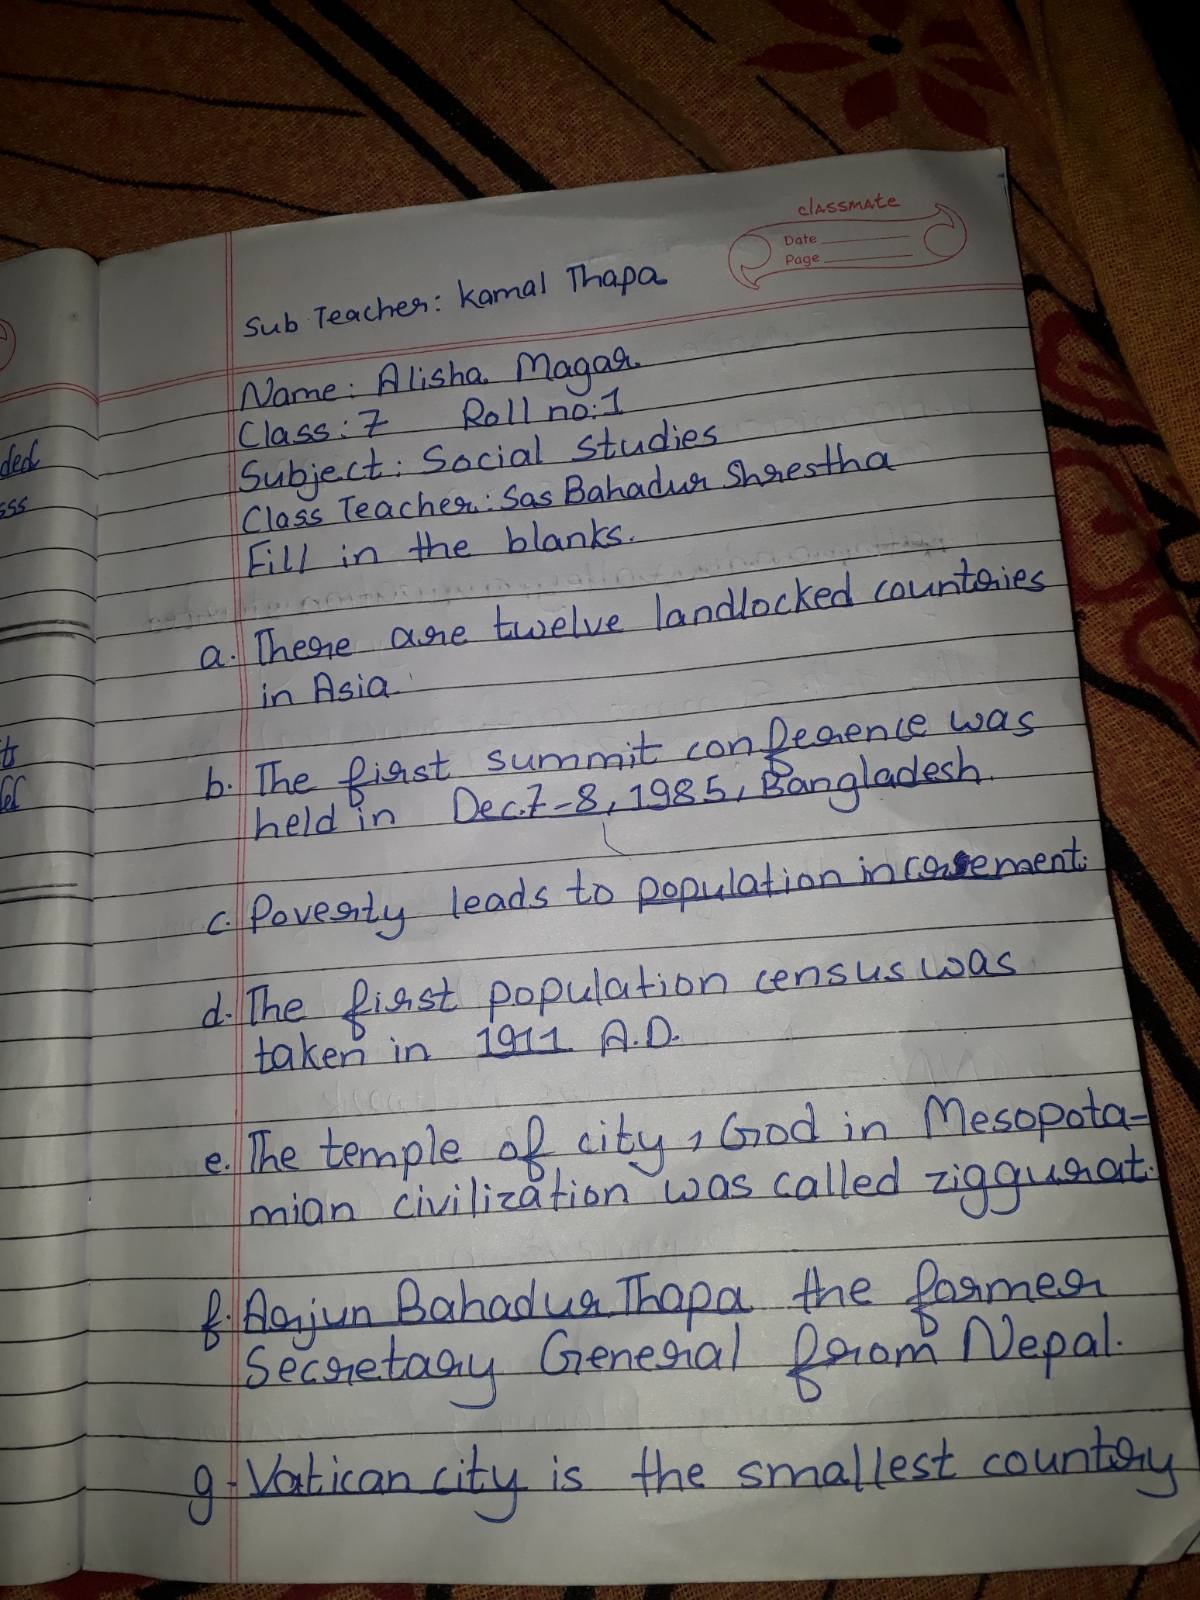 classmate
Date
Page
Sub Teacher: Kamal Thapa
Name: Alisha Magar
Class: 7 Roll no:1
Subject: Social Studies
Class Teacher: Sas Bahadur Shrestha
Fill in the blanks.
a. There are twelve landlocked countries
in Asia.
b. The first summit conference was
held in Dec.7-8, 1985, Bangladesh.
c. Poverty leads to population
d. The first population census was
taken in 1911 A.D.
e. The temple of city, God in Mesopota-
mian civilization was called ziggurat.
f. Arjun Bahadur Thapa the former
Secretary General from Nepal.
g. Vatican city is the smallest country
ded
sss